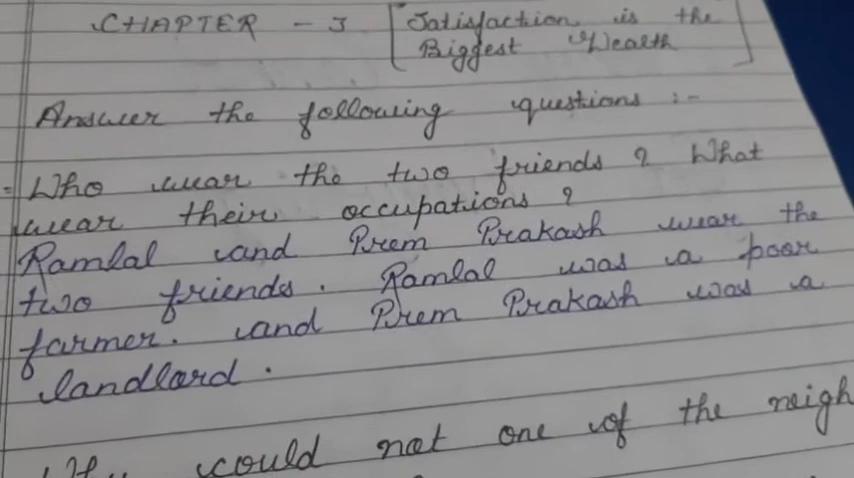 CHAPTER - 3 [Satisfaction is the
Biggest Wealth]
Answer the following questions :-
Who wear the two friends ? What
wear their occupations ?
Ramlal and Prem Prakash wear the
two friends. Ramlal was a poor
farmer. and Prem Prakash was a
landlard.
could not one of the neigh